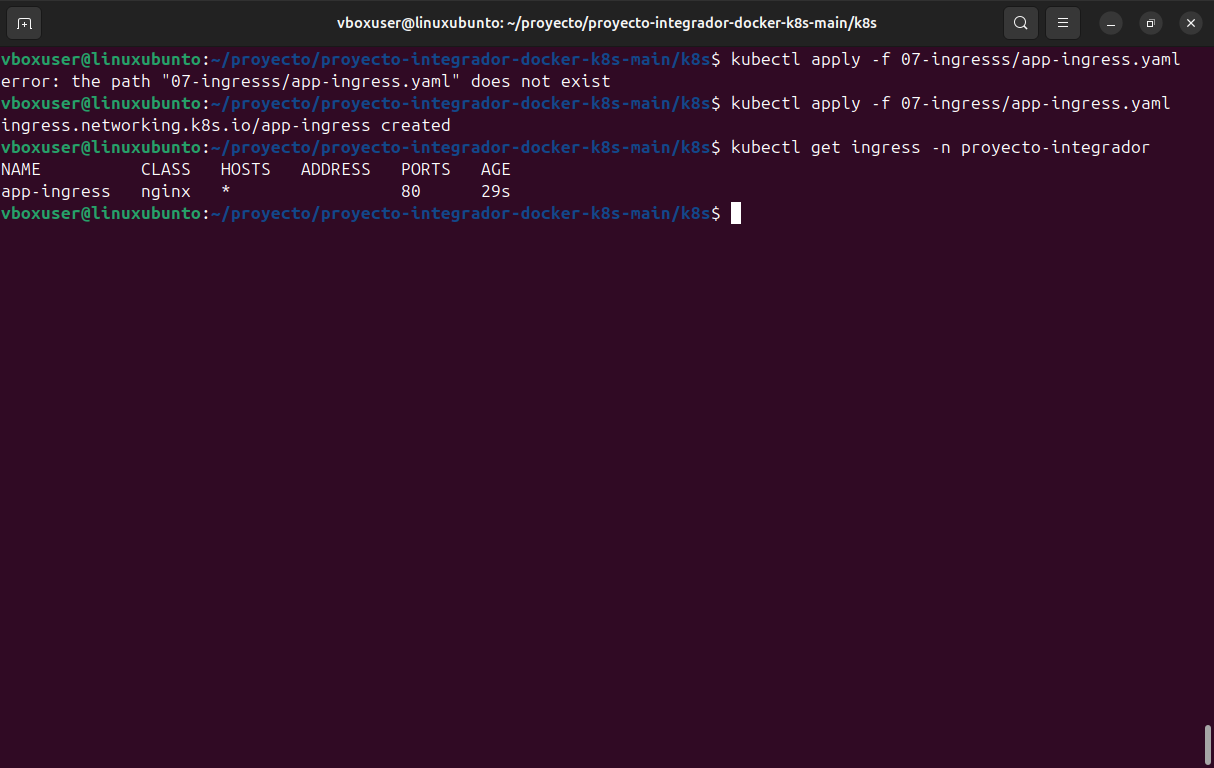 vboxuser@linuxubunto: ~/proyecto/proyecto-integrador-docker-k8s-main/k8s
vboxuser@linuxubunto:~/proyecto/proyecto-integrador-docker-k8s-main/k8s$ kubectl apply -f 07-ingresss/app-ingress.yaml
error: the path "07-ingresss/app-ingress.yaml" does not exist
vboxuser@linuxubunto:~/proyecto/proyecto-integrador-docker-k8s-main/k8s$ kubectl apply -f 07-ingress/app-ingress.yaml
ingress.networking.k8s.io/app-ingress created
vboxuser@linuxubunto:~/proyecto/proyecto-integrador-docker-k8s-main/k8s$ kubectl get ingress -n proyecto-integrador
NAME          CLASS   HOSTS   ADDRESS   PORTS   AGE
app-ingress   nginx   *                 80      29s
vboxuser@linuxubunto:~/proyecto/proyecto-integrador-docker-k8s-main/k8s$